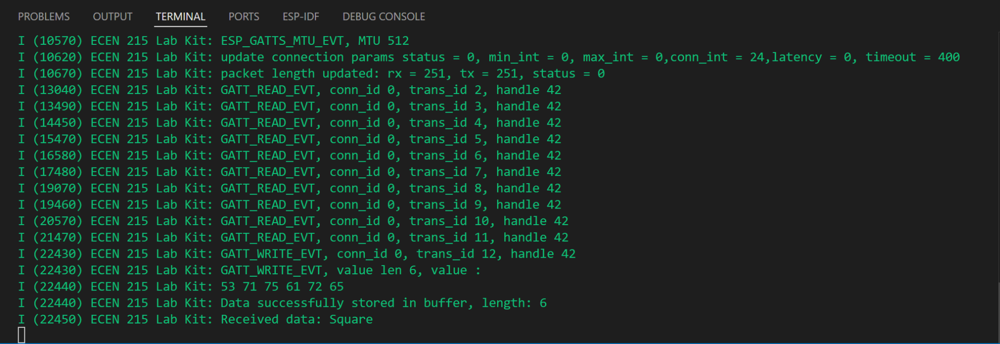 PROBLEMS OUTPUT TERMINAL PORTS ESP-IDF DEBUG CONSOLE
I (10570) ECEN 215 Lab Kit: ESP_GATTS_MTU_EVT, MTU 512
I (10620) ECEN 215 Lab Kit: update connection params status = 0, min_int = 0, max_int = 0,conn_int = 24,latency = 0, timeout = 400
I (10670) ECEN 215 Lab Kit: packet length updated: rx = 251, tx = 251, status = 0
I (13040) ECEN 215 Lab Kit: GATT_READ_EVT, conn_id 0, trans_id 2, handle 42
I (13490) ECEN 215 Lab Kit: GATT_READ_EVT, conn_id 0, trans_id 3, handle 42
I (14450) ECEN 215 Lab Kit: GATT_READ_EVT, conn_id 0, trans_id 4, handle 42
I (15470) ECEN 215 Lab Kit: GATT_READ_EVT, conn_id 0, trans_id 5, handle 42
I (16580) ECEN 215 Lab Kit: GATT_READ_EVT, conn_id 0, trans_id 6, handle 42
I (17480) ECEN 215 Lab Kit: GATT_READ_EVT, conn_id 0, trans_id 7, handle 42
I (19070) ECEN 215 Lab Kit: GATT_READ_EVT, conn_id 0, trans_id 8, handle 42
I (19460) ECEN 215 Lab Kit: GATT_READ_EVT, conn_id 0, trans_id 9, handle 42
I (20570) ECEN 215 Lab Kit: GATT_READ_EVT, conn_id 0, trans_id 10, handle 42
I (21470) ECEN 215 Lab Kit: GATT_READ_EVT, conn_id 0, trans_id 11, handle 42
I (22430) ECEN 215 Lab Kit: GATT_WRITE_EVT, conn_id 0, trans_id 12, handle 42
I (22430) ECEN 215 Lab Kit: GATT_WRITE_EVT, value len 6, value :
I (22440) ECEN 215 Lab Kit: 53 71 75 61 72 65
I (22440) ECEN 215 Lab Kit: Data successfully stored in buffer, length: 6
I (22450) ECEN 215 Lab Kit: Received data: Square